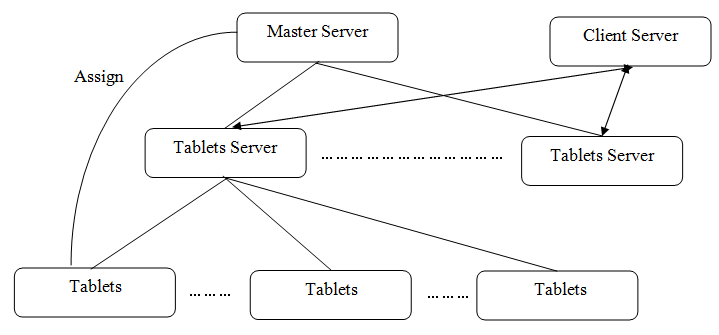 Master Server
Client Server
Assign
Tablets Server
………………………………
Tablets Server
Tablets
………
Tablets
………
Tablets